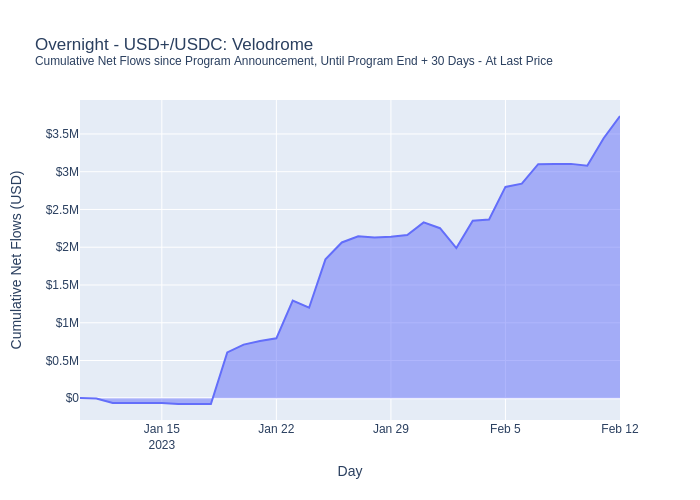 Overnight - USD+/USDC: Velodrome
Cumulative Net Flows since Program Announcement, Until Program End + 30 Days - At Last Price
Cumulative Net Flows (USD)
$3.5M
$3M
$2.5M
$2M
$1.5M
$1M
$0.5M
$0
Jan 15
2023
Jan 22
Jan 29
Feb 5
Feb 12
Day